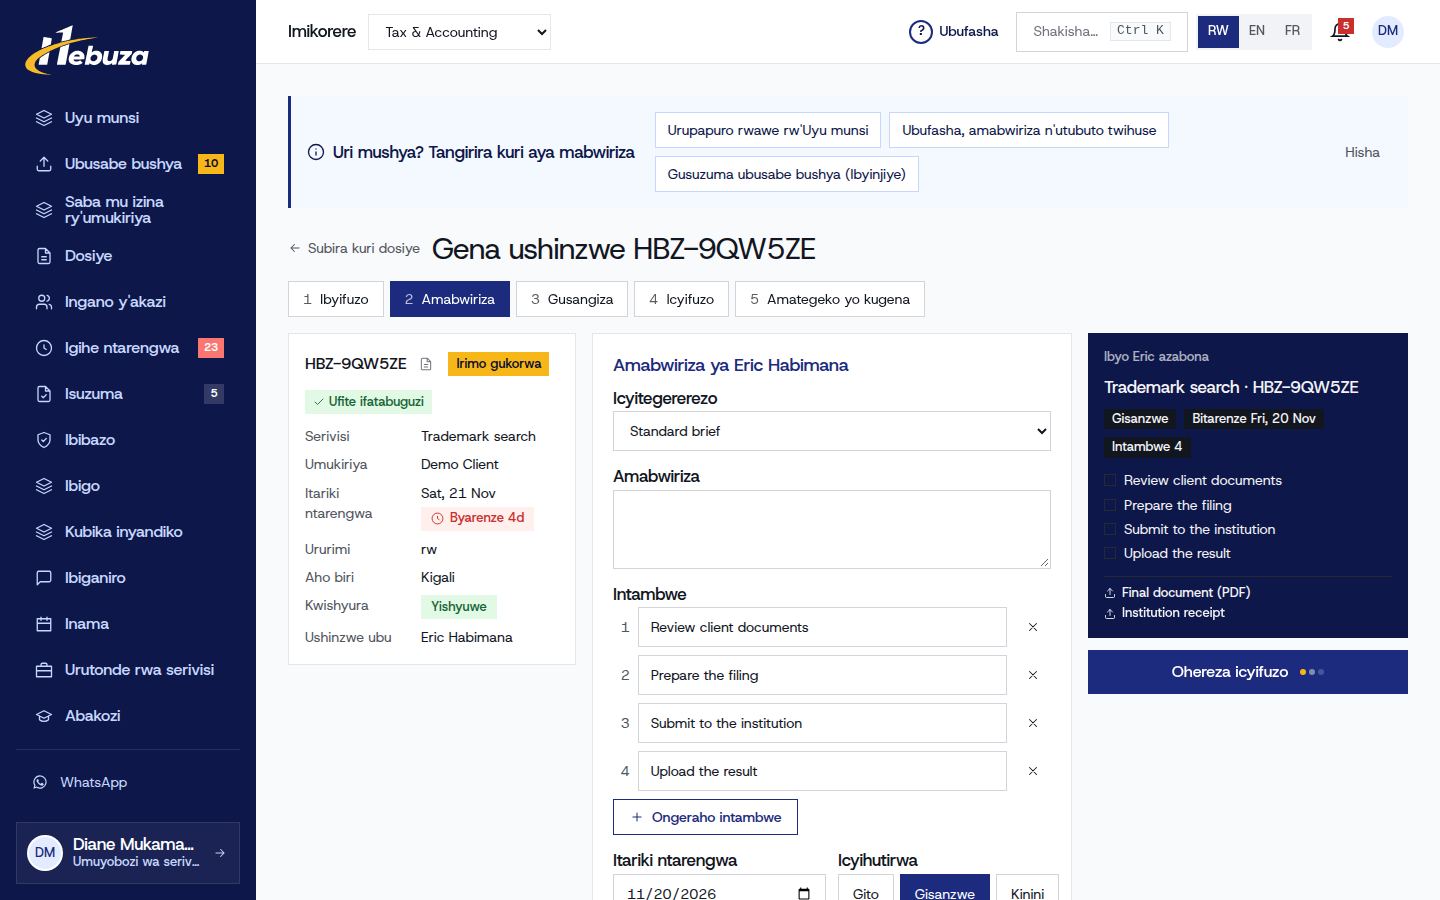 Hebuza
Uyu munsi
Ubusabe bushya 10
Saba mu izina
ry'umukiriya
Dosiye
Ingano y'akazi
Igihe ntarengwa 23
Isuzuma 5
Ibibazo
Ibigo
Kubika inyandiko
Ibiganiro
Inama
Urutonde rwa serivisi
Abakozi
WhatsApp
DM Diane Mukama...
Umuyobozi wa seriv...
Imikorere Tax & Accounting ? Ubufasha Shakisha... Ctrl K RW EN FR 5 DM
Uri mushya? Tangirira kuri aya mabwiriza
Urupapuro rwawe rw'Uyu munsi
Ubufasha, amabwiriza n'utubuto twihuse
Gusuzuma ubusabe bushya (Ibyinjiye)
Hisha
Subira kuri dosiye Gena ushinzwe HBZ-9QW5ZE
1 Ibyifuzo 2 Amabwiriza 3 Gusangiza 4 Icyifuzo 5 Amategeko yo kugena
HBZ-9QW5ZE Irimo gukorwa
Ufite ifatabuguzi
Serivisi Trademark search
Umukiriya Demo Client
Itariki ntarengwa Sat, 21 Nov
Byarenze 4d
Ururimi rw
Aho biri Kigali
Kwishyura Yishyuwe
Ushinzwe ubu Eric Habimana
Amabwiriza ya Eric Habimana
Icyitegererezo
Standard brief
Amabwiriza
Intambwe
1 Review client documents
2 Prepare the filing
3 Submit to the institution
4 Upload the result
Ongeraho intambwe
Itariki ntarengwa Icyihutirwa
11/20/2026 Gito Gisanzwe Kinini
Ibyo Eric azabona
Trademark search · HBZ-9QW5ZE
Gisanzwe Bitarenze Fri, 20 Nov
Intambwe 4
Review client documents
Prepare the filing
Submit to the institution
Upload the result
Final document (PDF)
Institution receipt
Ohereza icyifuzo